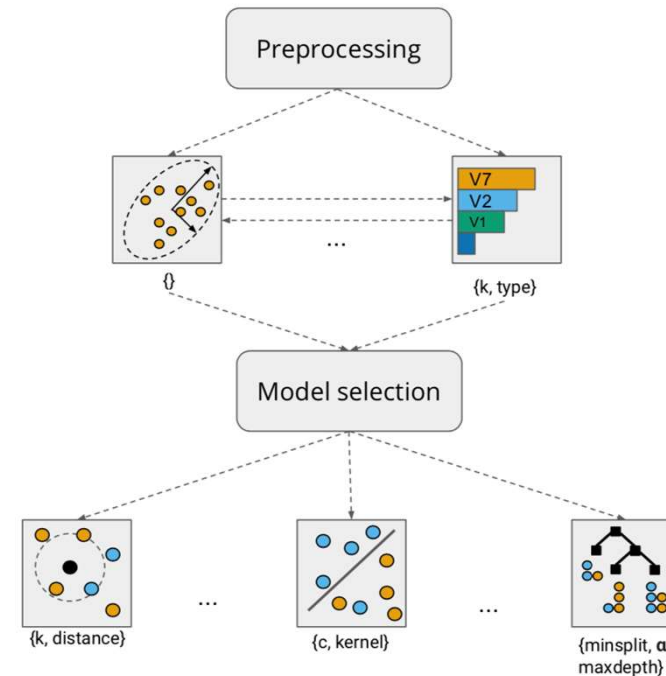 Preprocessing
V7
V2
V1
...
{}
{k, type}
Model selection
...
...
{k, distance}
{c, kernel}
{minsplit, α
maxdepth}